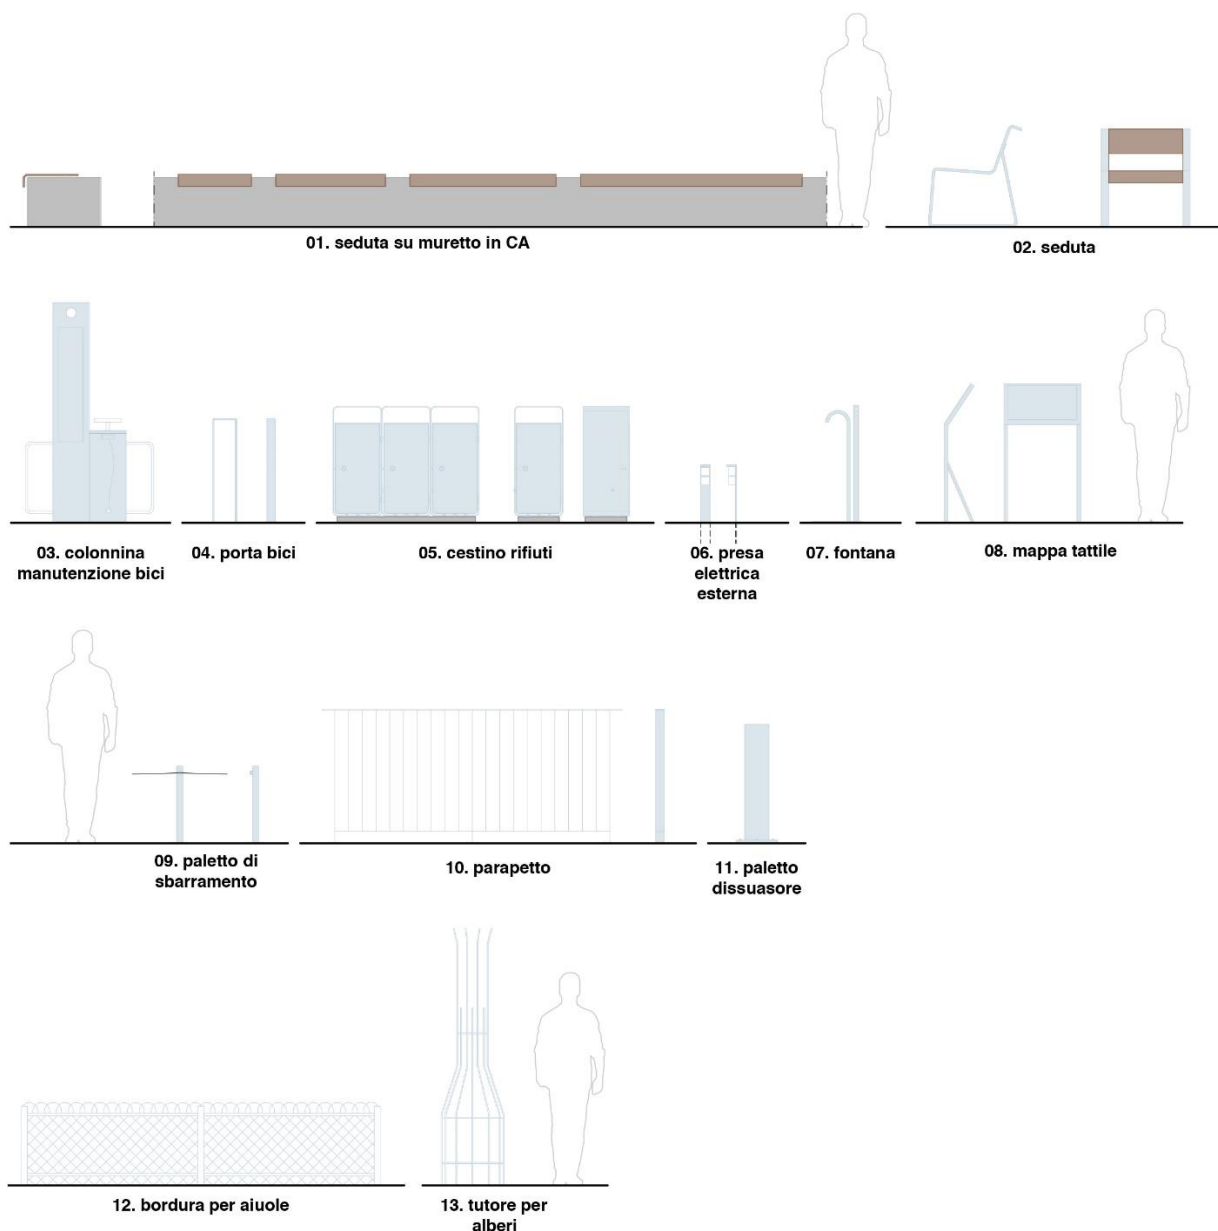 01. seduta su muretto in CA
02. seduta
03. colonnina
manutenzione bici
04. porta bici
05. cestino rifiuti
06. presa
elettrica
esterna
07. fontana
08. mappa tattile
09. paletto di
sbarramento
10. parapetto
11. paletto
dissuasore
12. bordura per aiuole
13. tutore per
alberi